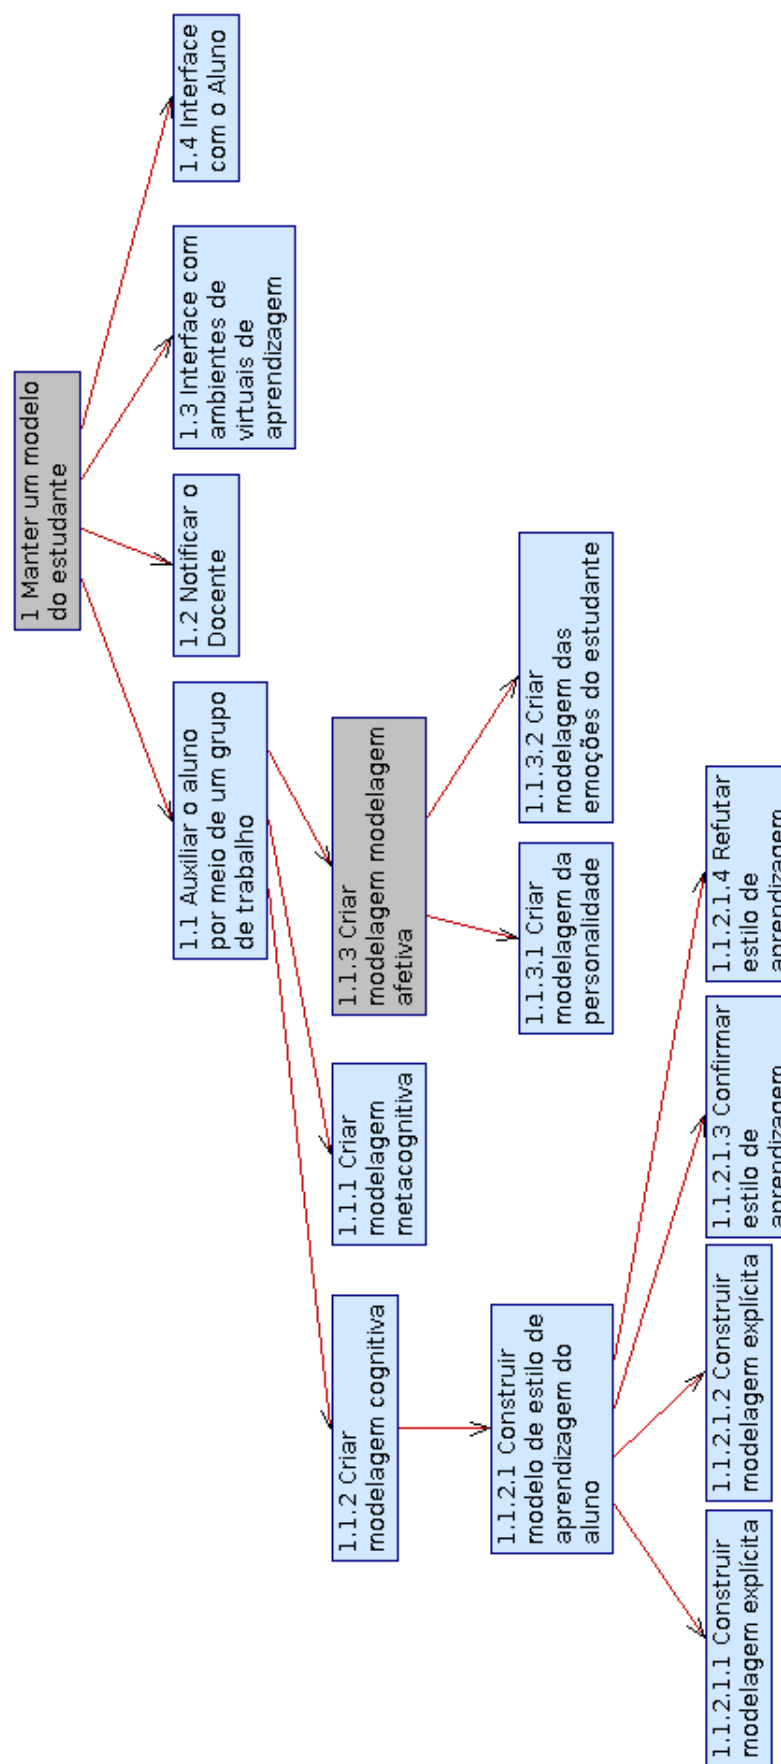 1 Manter um modelo
do estudante
1.1 Auxiliar o aluno
por meio de um grupo
de trabalho
1.2 Notificar o
Docente
1.3 Interface com
ambientes de
virtuais de
aprendizagem
1.4 Interface
com o Aluno
1.1.2 Criar
modelagem cognitiva
1.1.1 Criar
modelagem
metacognitiva
1.1.3 Criar
modelagem modelagem
afetiva
1.1.2.1 Construir
modelo de estilo de
aprendizagem do
aluno
1.1.3.1 Criar
modelagem da
personalidade
1.1.3.2 Criar
modelagem das
emoções do estudante
1.1.2.1.1 Construir
modelagem explícita
1.1.2.1.2 Construir
modelagem explícita
1.1.2.1.3 Confirmar
estilo de
aprendizagem
1.1.2.1.4 Refutar
estilo de
aprendizagem